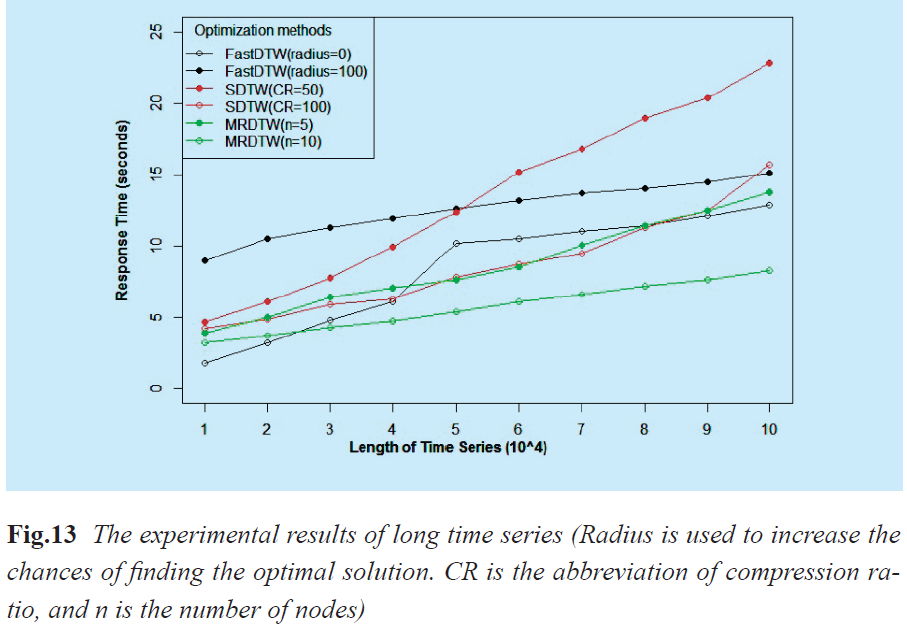 Optimization methods
FastDTW(radius=0)
FastDTW(radius=100)
SDTW(CR=50)
SDTW(CR=100)
MRDTW(n=5)
MRDTW(n=10)
Response Time (seconds)
25
20
15
10
5
0
1 2 3 4 5 6 7 8 9 10
Length of Time Series (10^4)
Fig.13 The experimental results of long time series (Radius is used to increase the
chances of finding the optimal solution. CR is the abbreviation of compression ra-
tio, and n is the number of nodes)